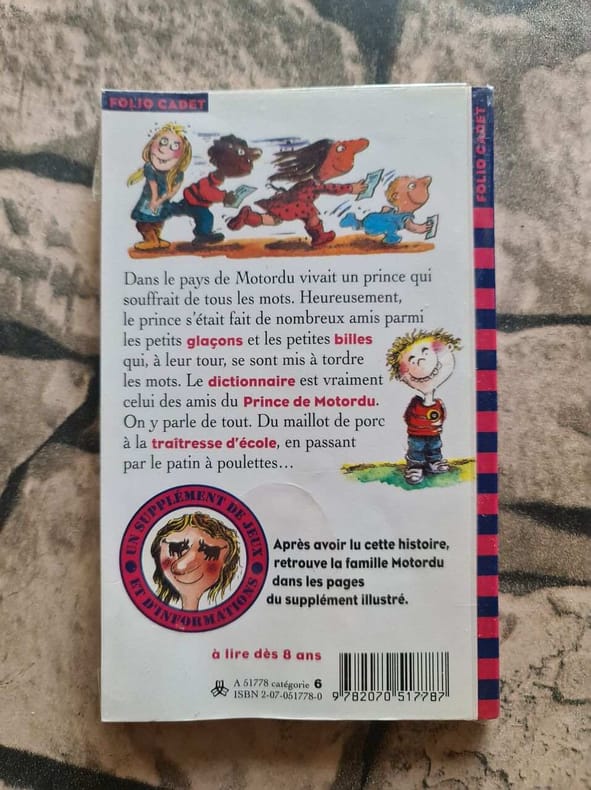 FOLIO CADET
FOLIO CADET
Dans le pays de Motordu vivait un prince qui
souffrait de tous les mots. Heureusement,
le prince s'était fait de nombreux amis parmi
les petits glaçons et les petites billes
qui, à leur tour, se sont mis à tordre
les mots. Le dictionnaire est vraiment
celui des amis du Prince de Motordu.
On y parle de tout. Du maillot de porc
à la traîtresse d'école, en passant
par le patin à poulettes...
UN SUPPLÉMENT DE JEUX
ET D'INFORMATIONS
Après avoir lu cette histoire,
retrouve la famille Motordu
dans les pages
du supplément illustré.
à lire dès 8 ans
A 51778 catégorie 6
ISBN 2-07-051778-0
9 782070 517787